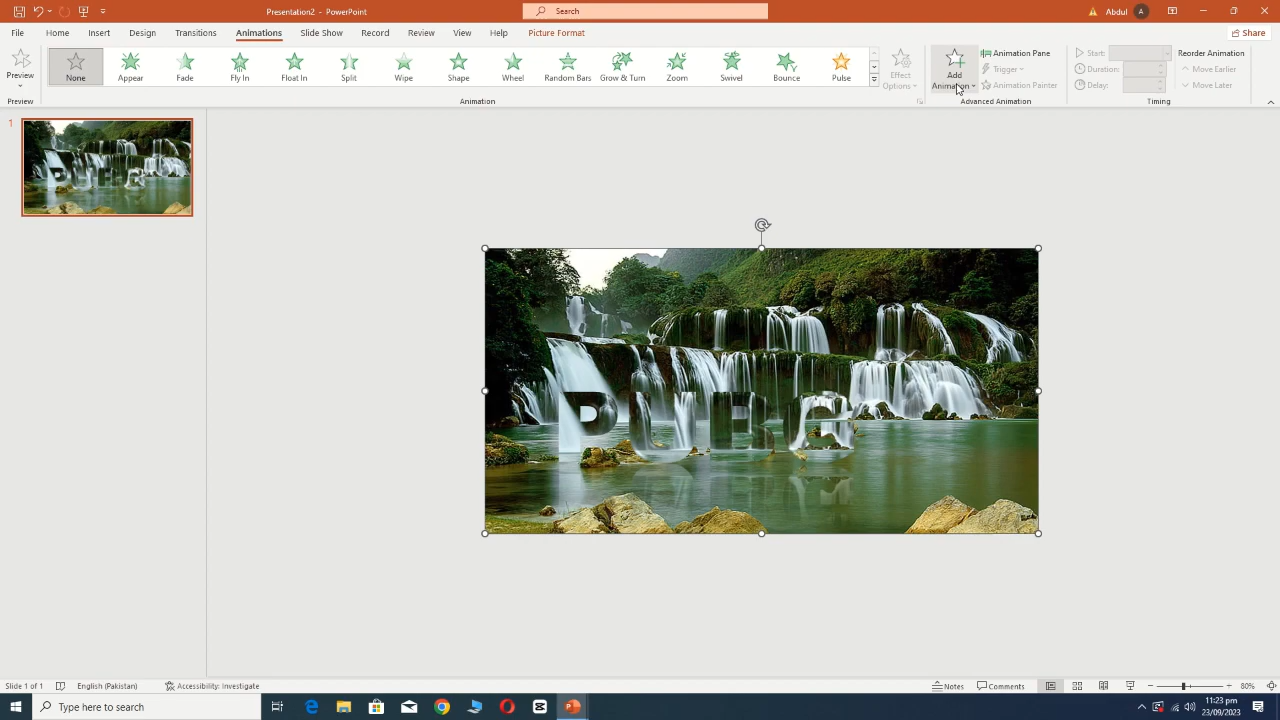 Presentation2 - PowerPoint
Search
Abdul A
File Home Insert Design Transitions Animations Slide Show Record Review View Help Picture Format
Share
Preview
None Appear Fade Fly In Float In Split Wipe Shape Wheel Random Bars Grow & Turn Zoom Swivel Bounce Pulse
Effect Options
Add Animation
Animation Pane
Trigger
Animation Painter
Start:
Duration:
Delay:
Reorder Animation
Move Earlier
Move Later
Preview Animation Advanced Animation Timing
1
Slide 1 of 1 English (Pakistan) Accessibility: Investigate Notes Comments 80%
Type here to search
11:23 pm
23/09/2023